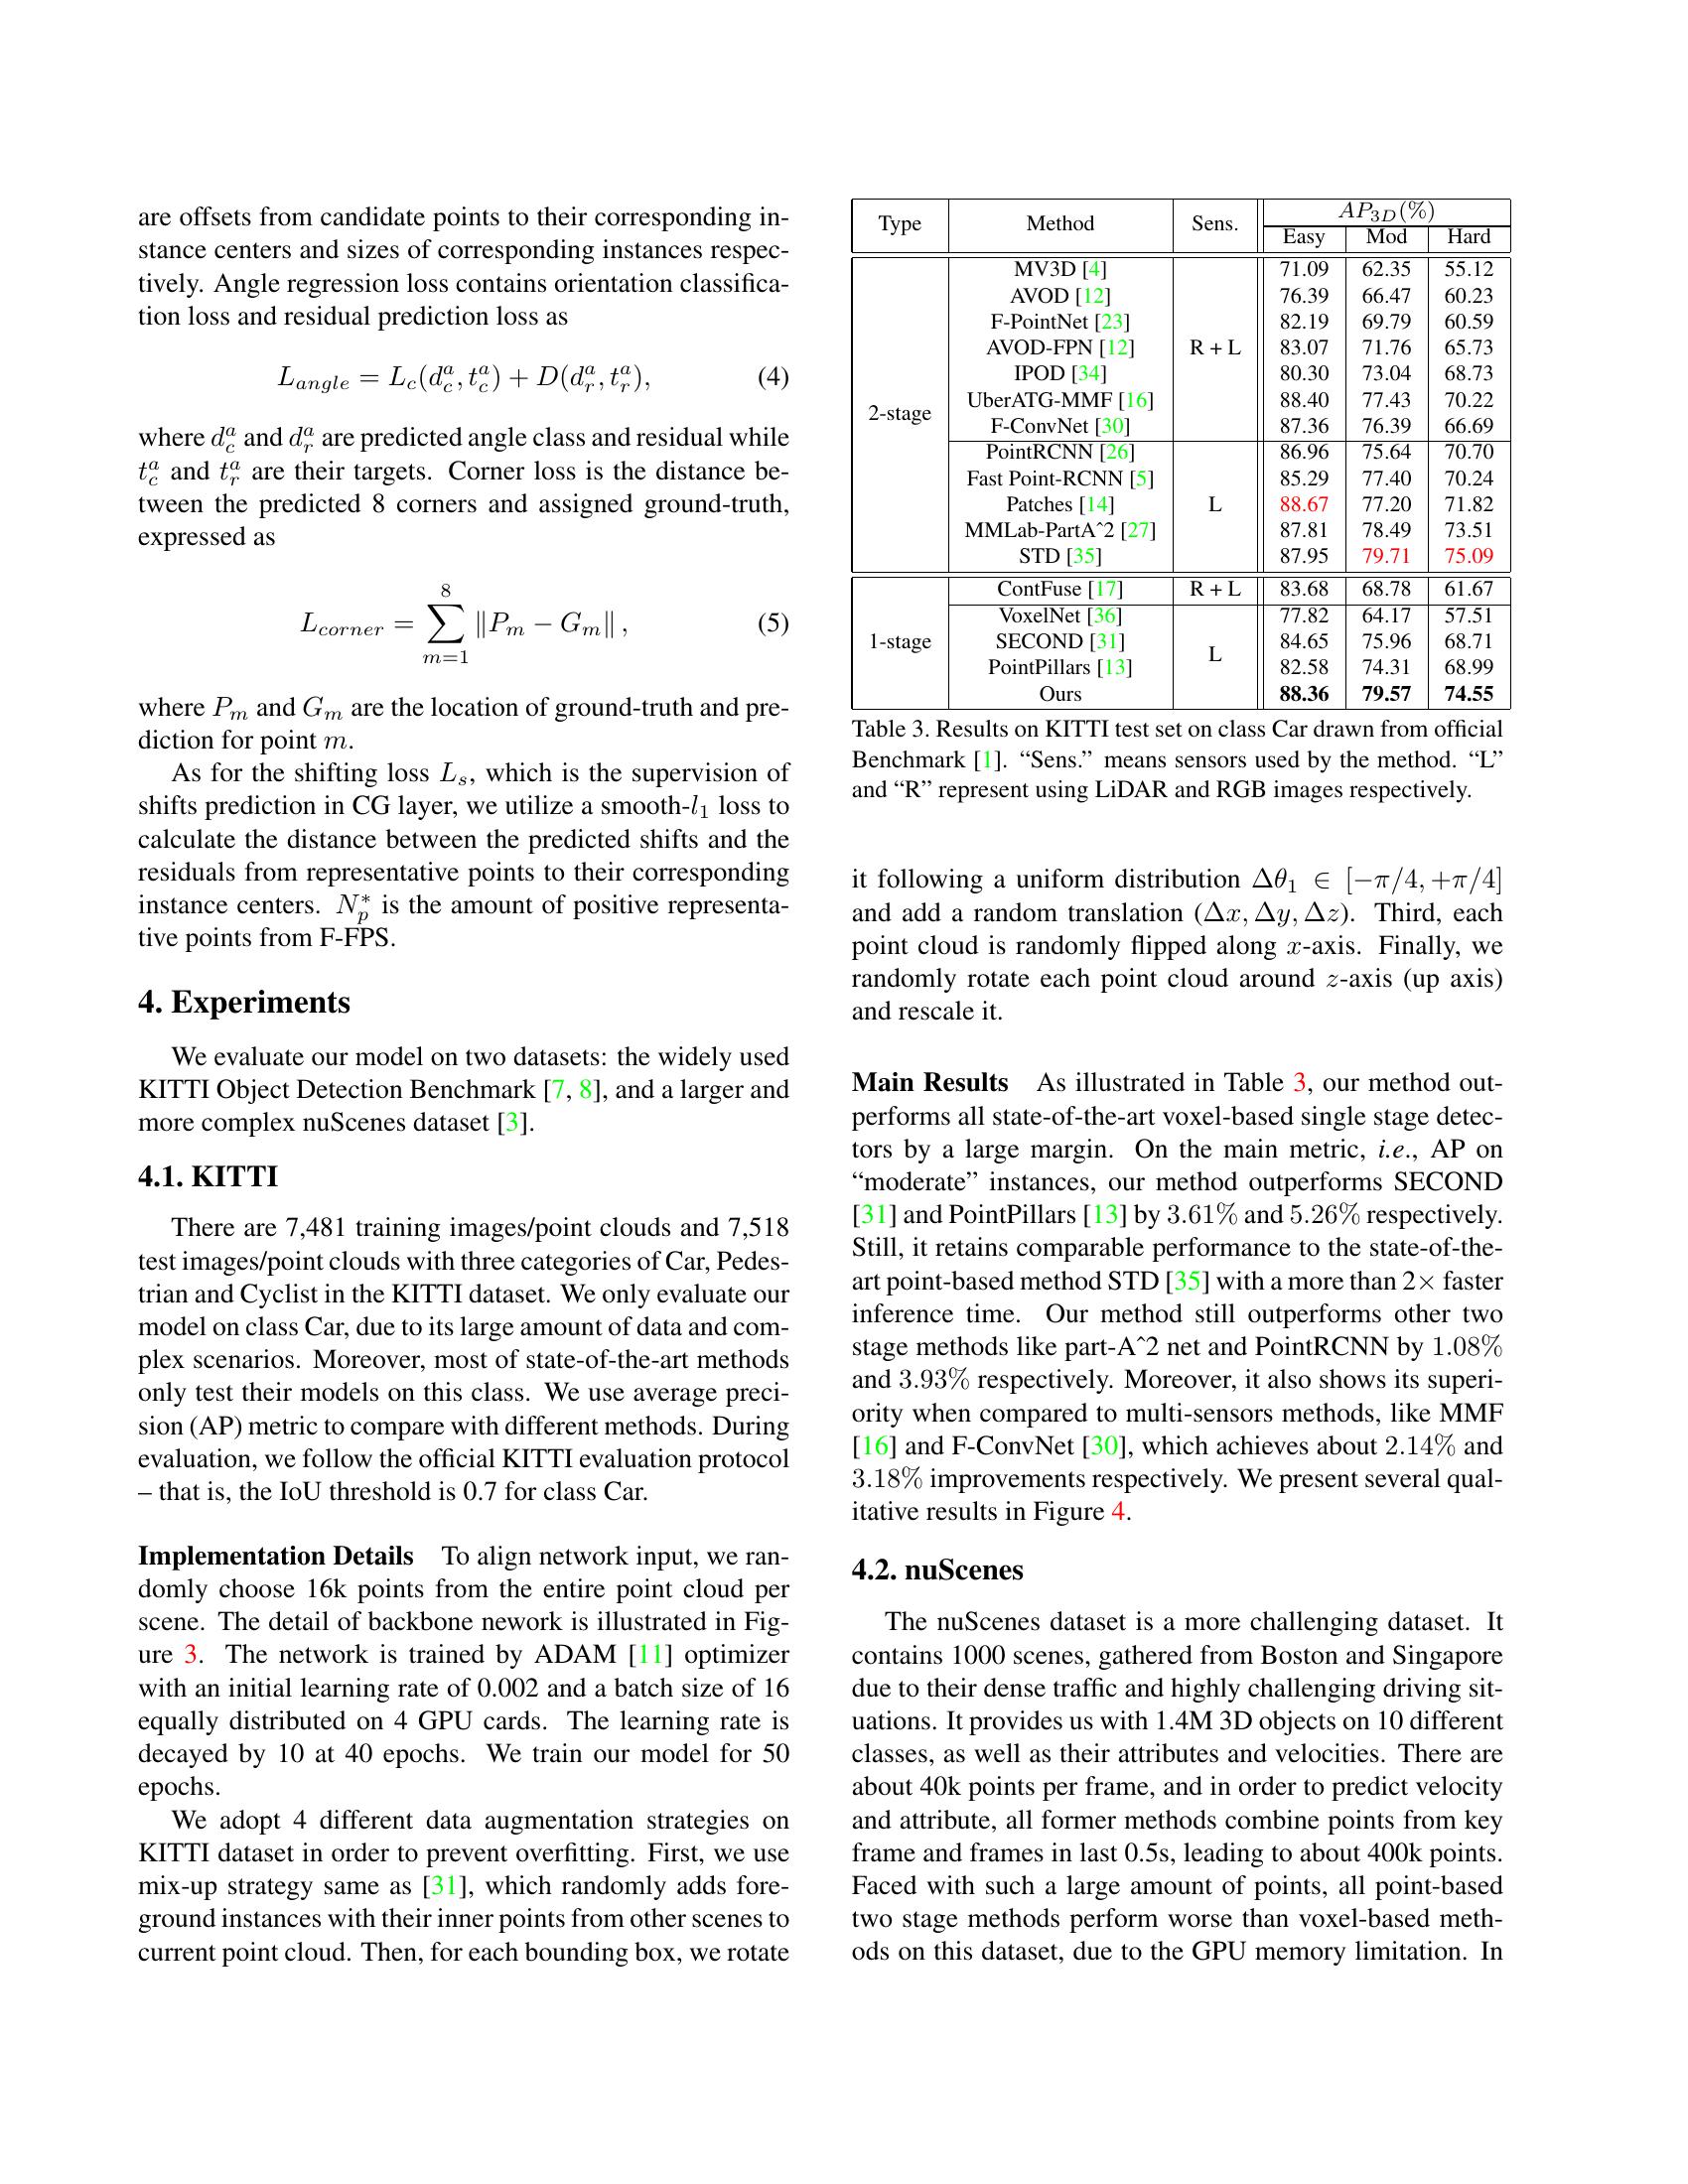 are offsets from candidate points to their corresponding in-
stance centers and sizes of corresponding instances respec-
tively. Angle regression loss contains orientation classifica-
tion loss and residual prediction loss as
L_{angle} = L_c(d_c^a, t_c^a) + D(d_r^a, t_r^a), (4)
where d_c^a and d_r^a are predicted angle class and residual while
t_c^a and t_r^a are their targets. Corner loss is the distance be-
tween the predicted 8 corners and assigned ground-truth,
expressed as
L_{corner} = \sum_{m=1}^{8} ‖P_m − G_m‖ , (5)
where P_m and G_m are the location of ground-truth and pre-
diction for point m.
As for the shifting loss L_s, which is the supervision of
shifts prediction in CG layer, we utilize a smooth-l_1 loss to
calculate the distance between the predicted shifts and the
residuals from representative points to their corresponding
instance centers. N_p^* is the amount of positive representa-
tive points from F-FPS.
4. Experiments
We evaluate our model on two datasets: the widely used
KITTI Object Detection Benchmark [7, 8], and a larger and
more complex nuScenes dataset [3].
4.1. KITTI
There are 7,481 training images/point clouds and 7,518
test images/point clouds with three categories of Car, Pedes-
trian and Cyclist in the KITTI dataset. We only evaluate our
model on class Car, due to its large amount of data and com-
plex scenarios. Moreover, most of state-of-the-art methods
only test their models on this class. We use average preci-
sion (AP) metric to compare with different methods. During
evaluation, we follow the official KITTI evaluation protocol
– that is, the IoU threshold is 0.7 for class Car.
Implementation Details To align network input, we ran-
domly choose 16k points from the entire point cloud per
scene. The detail of backbone nework is illustrated in Fig-
ure 3. The network is trained by ADAM [11] optimizer
with an initial learning rate of 0.002 and a batch size of 16
equally distributed on 4 GPU cards. The learning rate is
decayed by 10 at 40 epochs. We train our model for 50
epochs.
We adopt 4 different data augmentation strategies on
KITTI dataset in order to prevent overfitting. First, we use
mix-up strategy same as [31], which randomly adds fore-
ground instances with their inner points from other scenes to
current point cloud. Then, for each bounding box, we rotate
Type Method Sens. AP_{3D}(%)
Easy Mod Hard
2-stage
MV3D [4] 71.09 62.35 55.12
AVOD [12] 76.39 66.47 60.23
F-PointNet [23] 82.19 69.79 60.59
AVOD-FPN [12] R + L 83.07 71.76 65.73
IPOD [34] 80.30 73.04 68.73
UberATG-MMF [16] 88.40 77.43 70.22
F-ConvNet [30] 87.36 76.39 66.69
PointRCNN [26] 86.96 75.64 70.70
Fast Point-RCNN [5] 85.29 77.40 70.24
Patches [14] L 88.67 77.20 71.82
MMLab-PartAˆ2 [27] 87.81 78.49 73.51
STD [35] 87.95 79.71 75.09
1-stage
ContFuse [17] R + L 83.68 68.78 61.67
VoxelNet [36] 77.82 64.17 57.51
SECOND [31] L 84.65 75.96 68.71
PointPillars [13] 82.58 74.31 68.99
Ours 88.36 79.57 74.55
Table 3. Results on KITTI test set on class Car drawn from official
Benchmark [1]. “Sens.” means sensors used by the method. “L”
and “R” represent using LiDAR and RGB images respectively.
it following a uniform distribution Δθ_1 ∈ [−π/4, +π/4]
and add a random translation (Δx, Δy, Δz). Third, each
point cloud is randomly flipped along x-axis. Finally, we
randomly rotate each point cloud around z-axis (up axis)
and rescale it.
Main Results As illustrated in Table 3, our method out-
performs all state-of-the-art voxel-based single stage detec-
tors by a large margin. On the main metric, i.e., AP on
“moderate” instances, our method outperforms SECOND
[31] and PointPillars [13] by 3.61% and 5.26% respectively.
Still, it retains comparable performance to the state-of-the-
art point-based method STD [35] with a more than 2× faster
inference time. Our method still outperforms other two
stage methods like part-Aˆ2 net and PointRCNN by 1.08%
and 3.93% respectively. Moreover, it also shows its superi-
ority when compared to multi-sensors methods, like MMF
[16] and F-ConvNet [30], which achieves about 2.14% and
3.18% improvements respectively. We present several qual-
itative results in Figure 4.
4.2. nuScenes
The nuScenes dataset is a more challenging dataset. It
contains 1000 scenes, gathered from Boston and Singapore
due to their dense traffic and highly challenging driving sit-
uations. It provides us with 1.4M 3D objects on 10 different
classes, as well as their attributes and velocities. There are
about 40k points per frame, and in order to predict velocity
and attribute, all former methods combine points from key
frame and frames in last 0.5s, leading to about 400k points.
Faced with such a large amount of points, all point-based
two stage methods perform worse than voxel-based meth-
ods on this dataset, due to the GPU memory limitation. In